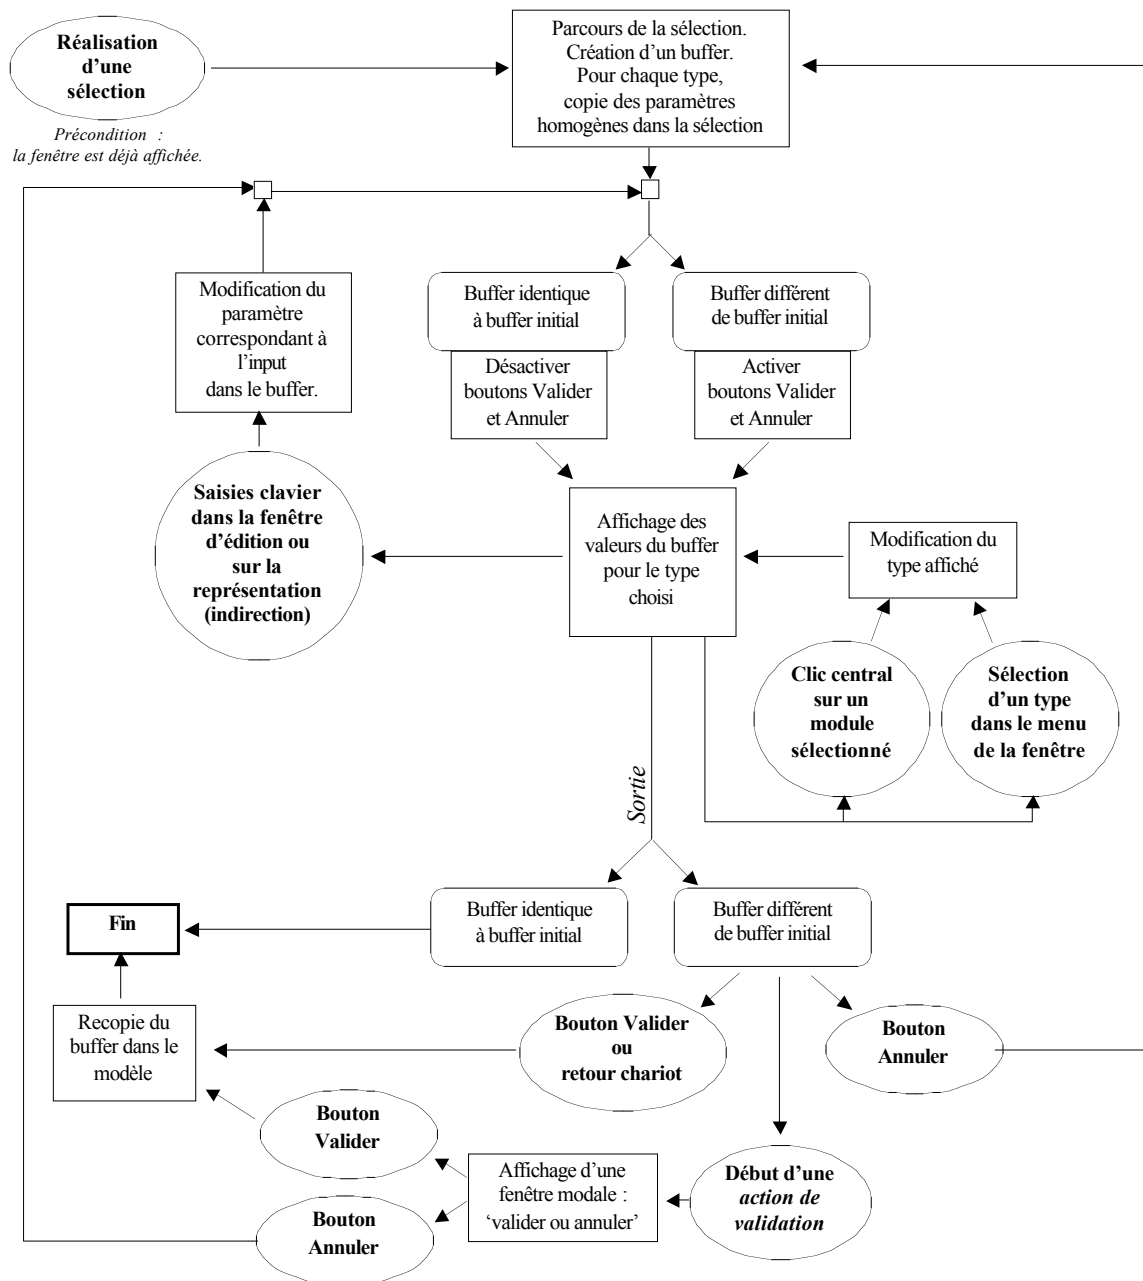 Réalisation
d'une
sélection
Précondition :
la fenêtre est déjà affichée.
Parcours de la sélection.
Création d'un buffer.
Pour chaque type,
copie des paramètres
homogènes dans la sélection
Modification du
paramètre
correspondant à
l'input
dans le buffer.
Buffer identique
à buffer initial
Buffer différent
de buffer initial
Désactiver
boutons Valider
et Annuler
Activer
boutons Valider
et Annuler
Saisies clavier
dans la fenêtre
d'édition ou
sur la
représentation
(indirection)
Affichage des
valeurs du buffer
pour le type
choisi
Modification du
type affiché
Clic central
sur un
module
sélectionné
Sélection
d'un type
dans le menu
de la fenêtre
Sortie
Fin
Buffer identique
à buffer initial
Buffer différent
de buffer initial
Recopie du
buffer dans le
modèle
Bouton Valider
ou
retour chariot
Bouton
Annuler
Bouton
Valider
Affichage d'une
fenêtre modale :
‘valider ou annuler’
Début d'une
action de
validation
Bouton
Annuler